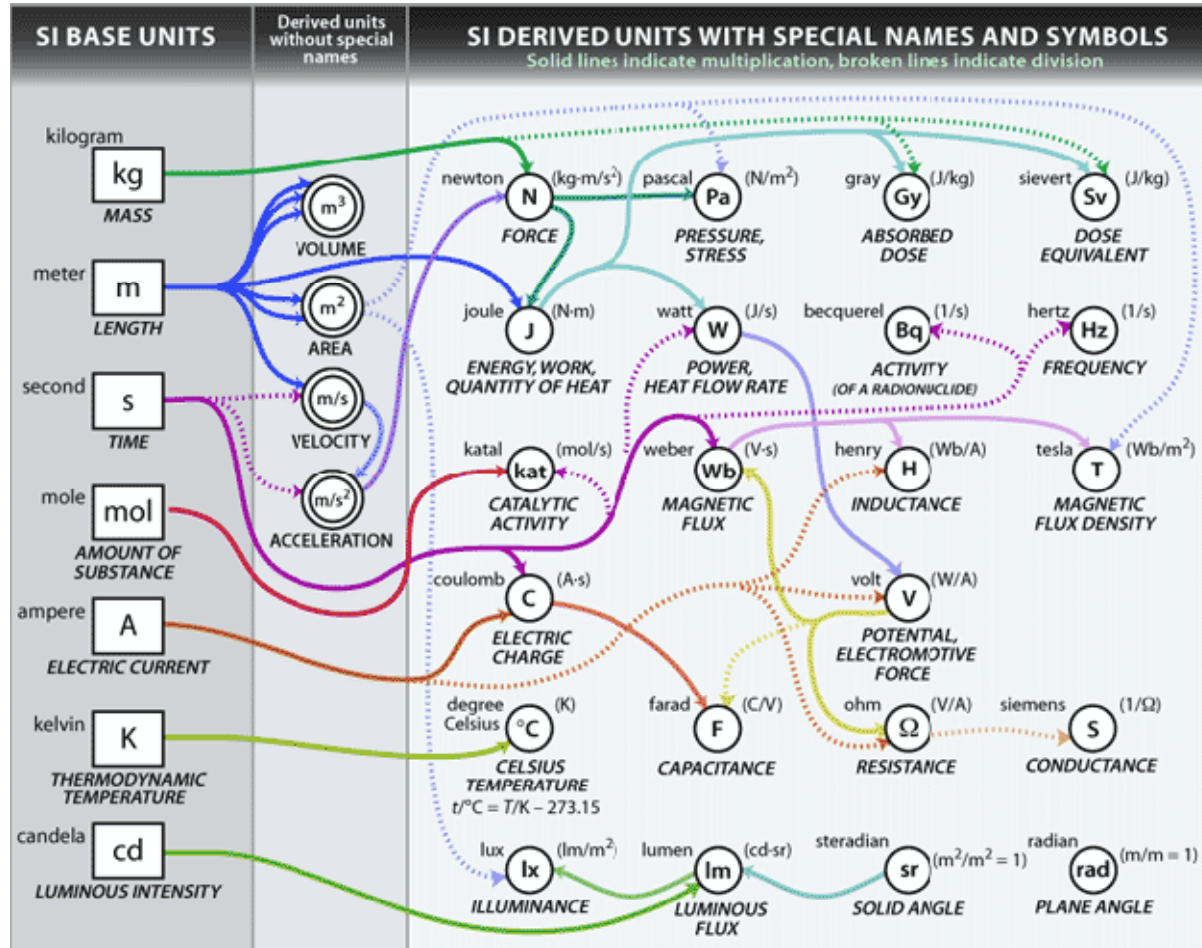 SI BASE UNITS
Derived units
without special
names
SI DERIVED UNITS WITH SPECIAL NAMES AND SYMBOLS
Solid lines indicate multiplication, broken lines indicate division
kilogram
kg
MASS
meter
m
LENGTH
second
s
TIME
mole
mol
AMOUNT OF
SUBSTANCE
ampere
A
ELECTRIC CURRENT
kelvin
K
THERMODYNAMIC
TEMPERATURE
candela
cd
LUMINOUS INTENSITY
m³
VOLUME
m²
AREA
m/s
VELOCITY
m/s²
ACCELERATION
newton
N
(kg·m/s²)
FORCE
pascal
Pa
(N/m²)
PRESSURE,
STRESS
gray
Gy
(J/kg)
ABSORBED
DOSE
sievert
Sv
(J/kg)
DOSE
EQUIVALENT
joule
J
(N·m)
ENERGY, WORK,
QUANTITY OF HEAT
watt
W
(J/s)
POWER,
HEAT FLOW RATE
becquerel
Bq
(1/s)
ACTIVITY
(OF A RADIONUCLIDE)
hertz
Hz
(1/s)
FREQUENCY
katal
kat
(mol/s)
CATALYTIC
ACTIVITY
weber
Wb
(V·s)
MAGNETIC
FLUX
henry
H
(Wb/A)
INDUCTANCE
tesla
T
(Wb/m²)
MAGNETIC
FLUX DENSITY
coulomb
C
(A·s)
ELECTRIC
CHARGE
volt
V
(W/A)
POTENTIAL,
ELECTROMOTIVE
FORCE
degree
Celsius
°C
(K)
CELSIUS
TEMPERATURE
t/°C = T/K – 273.15
farad
F
(C/V)
CAPACITANCE
ohm
Ω
(V/A)
RESISTANCE
siemens
S
(1/Ω)
CONDUCTANCE
lux
lx
(lm/m²)
ILLUMINANCE
lumen
lm
(cd·sr)
LUMINOUS
FLUX
steradian
sr
(m²/m² = 1)
SOLID ANGLE
radian
rad
(m/m = 1)
PLANE ANGLE